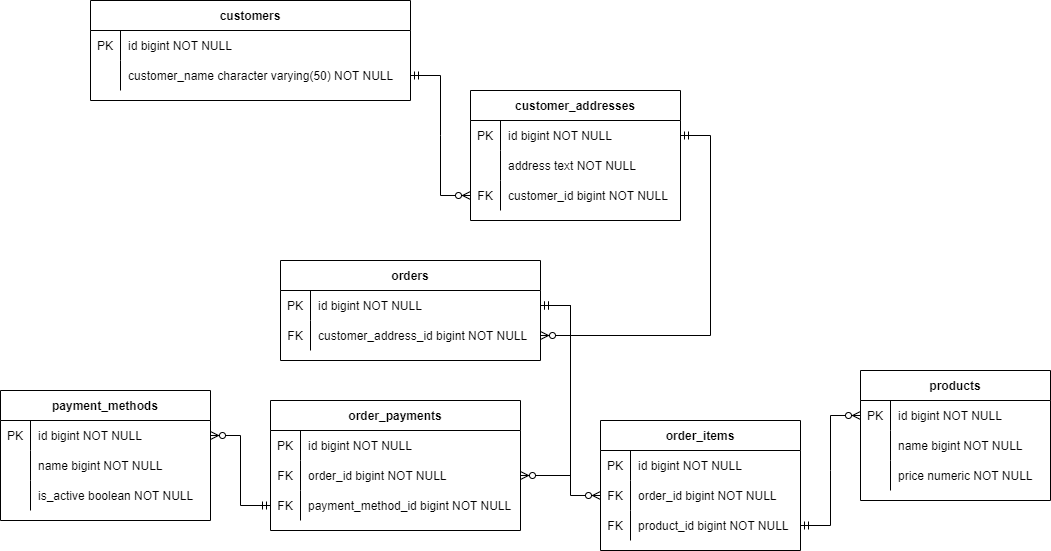 customers
PK id bigint NOT NULL
customer_name character varying(50) NOT NULL
customer_addresses
PK id bigint NOT NULL
address text NOT NULL
FK customer_id bigint NOT NULL
orders
PK id bigint NOT NULL
FK customer_address_id bigint NOT NULL
payment_methods
PK id bigint NOT NULL
name bigint NOT NULL
is_active boolean NOT NULL
order_payments
PK id bigint NOT NULL
FK order_id bigint NOT NULL
FK payment_method_id bigint NOT NULL
order_items
PK id bigint NOT NULL
FK order_id bigint NOT NULL
FK product_id bigint NOT NULL
products
PK id bigint NOT NULL
name bigint NOT NULL
price numeric NOT NULL